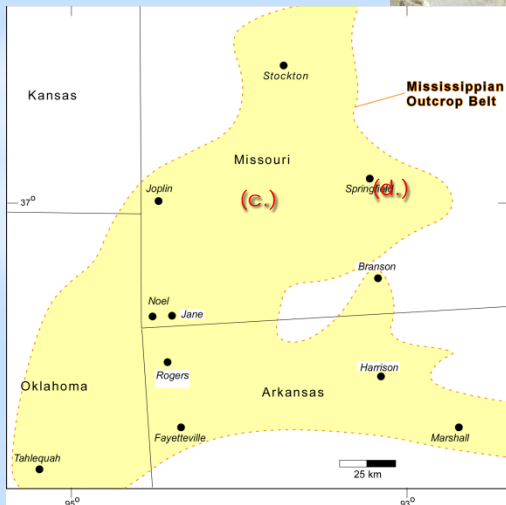 Stockton
Kansas
Mississippian
Outcrop Belt
Missouri
Joplin
Springfield
(c.)
(d.)
37°
Branson
Noel
Jane
Rogers
Harrison
Oklahoma
Arkansas
Fayetteville
Marshall
Tahlequah
25 km
95°
93°